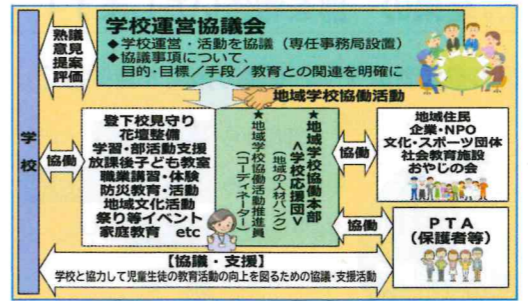 学校
熟議
意見
提案
評価
学校運営協議会
◆学校運営・活動を協議（専任事務局設置）
◆協議事項について、
目的・目標／手段／教育との関連を明確に
地域学校協働活動
協働
登下校見守り
花壇整備
学習・部活動支援
放課後子ども教室
職業講習・体験
防災教育・活動
地域文化活動
祭り等イベント
家庭教育 etc
★地域学校協働本部
＜学校応援団＞
（地域の人材バンク）
★地域学校協働活動推進員
（コーディネーター）
協働
地域住民
企業・NPO
文化・スポーツ団体
社会教育施設
おやじの会
協働
ＰＴＡ
（保護者等）
【協議・支援】
学校と協力して児童生徒の教育活動の向上を図るための協議・支援活動